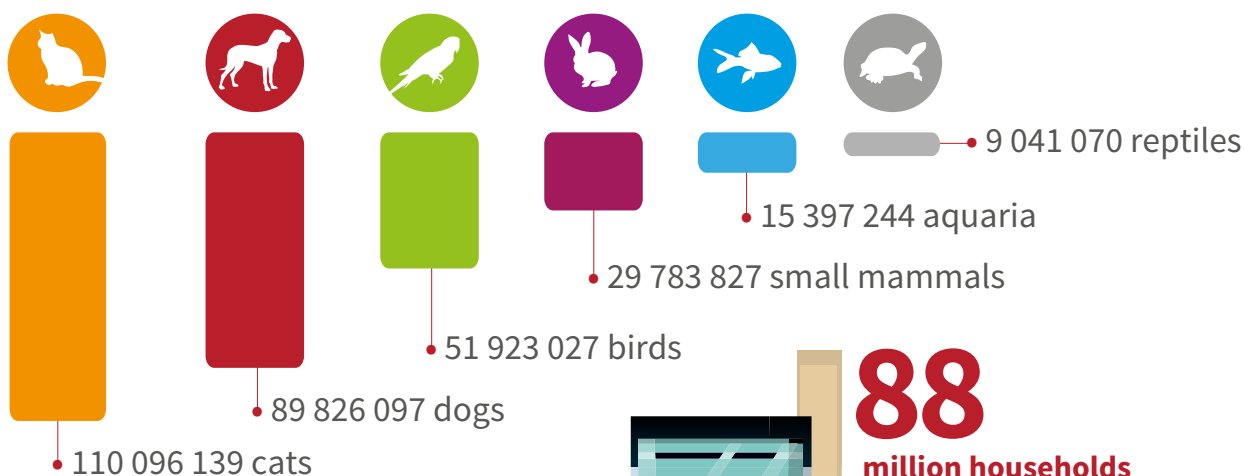 9 041 070 reptiles
15 397 244 aquaria
29 783 827 small mammals
51 923 027 birds
89 826 097 dogs
110 096 139 cats
88
million households